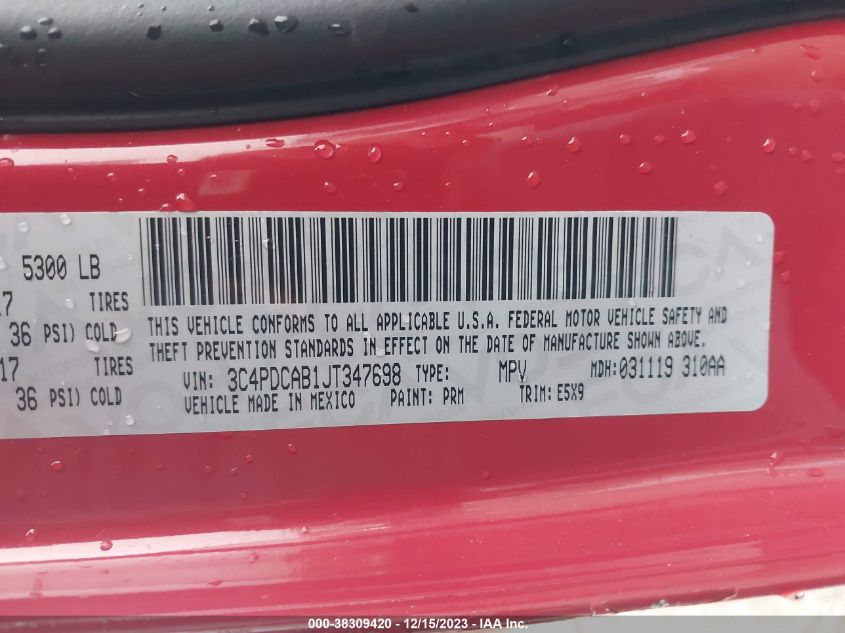 5300 LB
17 TIRES
36 PSI) COLD
17 TIRES
36 PSI) COLD
THIS VEHICLE CONFORMS TO ALL APPLICABLE U.S.A. FEDERAL MOTOR VEHICLE SAFETY AND
THEFT PREVENTION STANDARDS IN EFFECT ON THE DATE OF MANUFACTURE SHOWN ABOVE.
VIN: 3C4PDCAB1JT347698 TYPE: MPV MDH:031119 310AA
VEHICLE MADE IN MEXICO PAINT: PRM TRIM: E5X9
000-38309420 - 12/15/2023 - © IAA Inc.